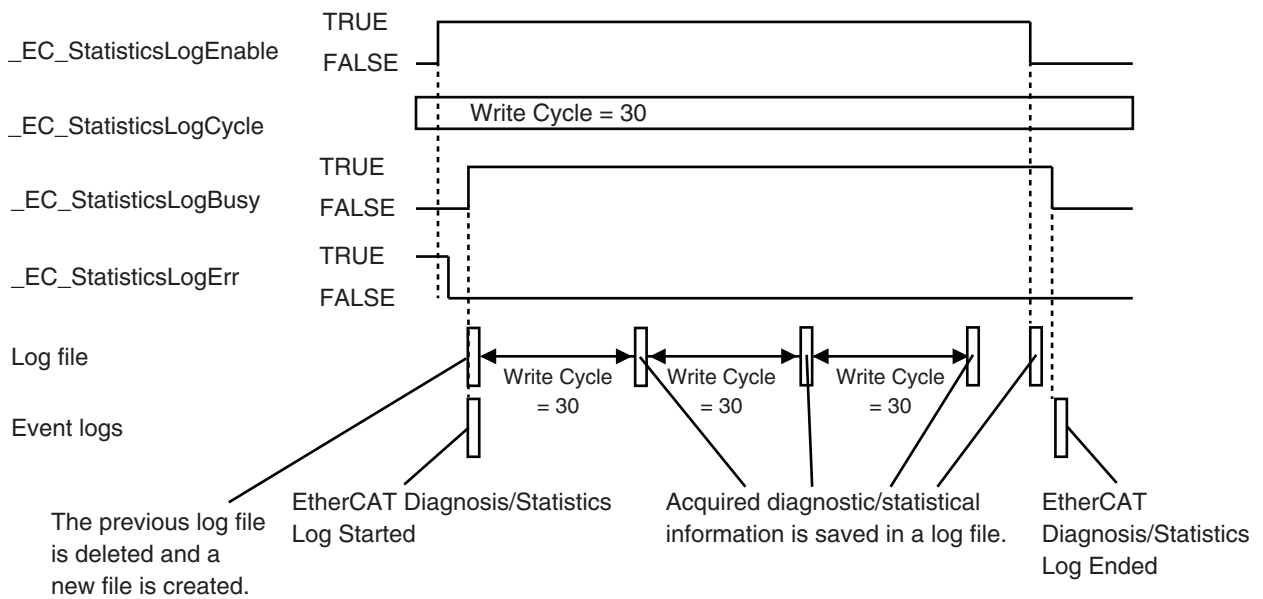 TRUE
_EC_StatisticsLogEnable
FALSE
_EC_StatisticsLogCycle
Write Cycle = 30
TRUE
_EC_StatisticsLogBusy
FALSE
TRUE
_EC_StatisticsLogErr
FALSE
Log file
Write Cycle
= 30
Write Cycle
= 30
Write Cycle
= 30
Event logs
The previous log file
is deleted and a
new file is created.
EtherCAT Diagnosis/Statistics
Log Started
Acquired diagnostic/statistical
information is saved in a log file.
EtherCAT
Diagnosis/Statistics
Log Ended